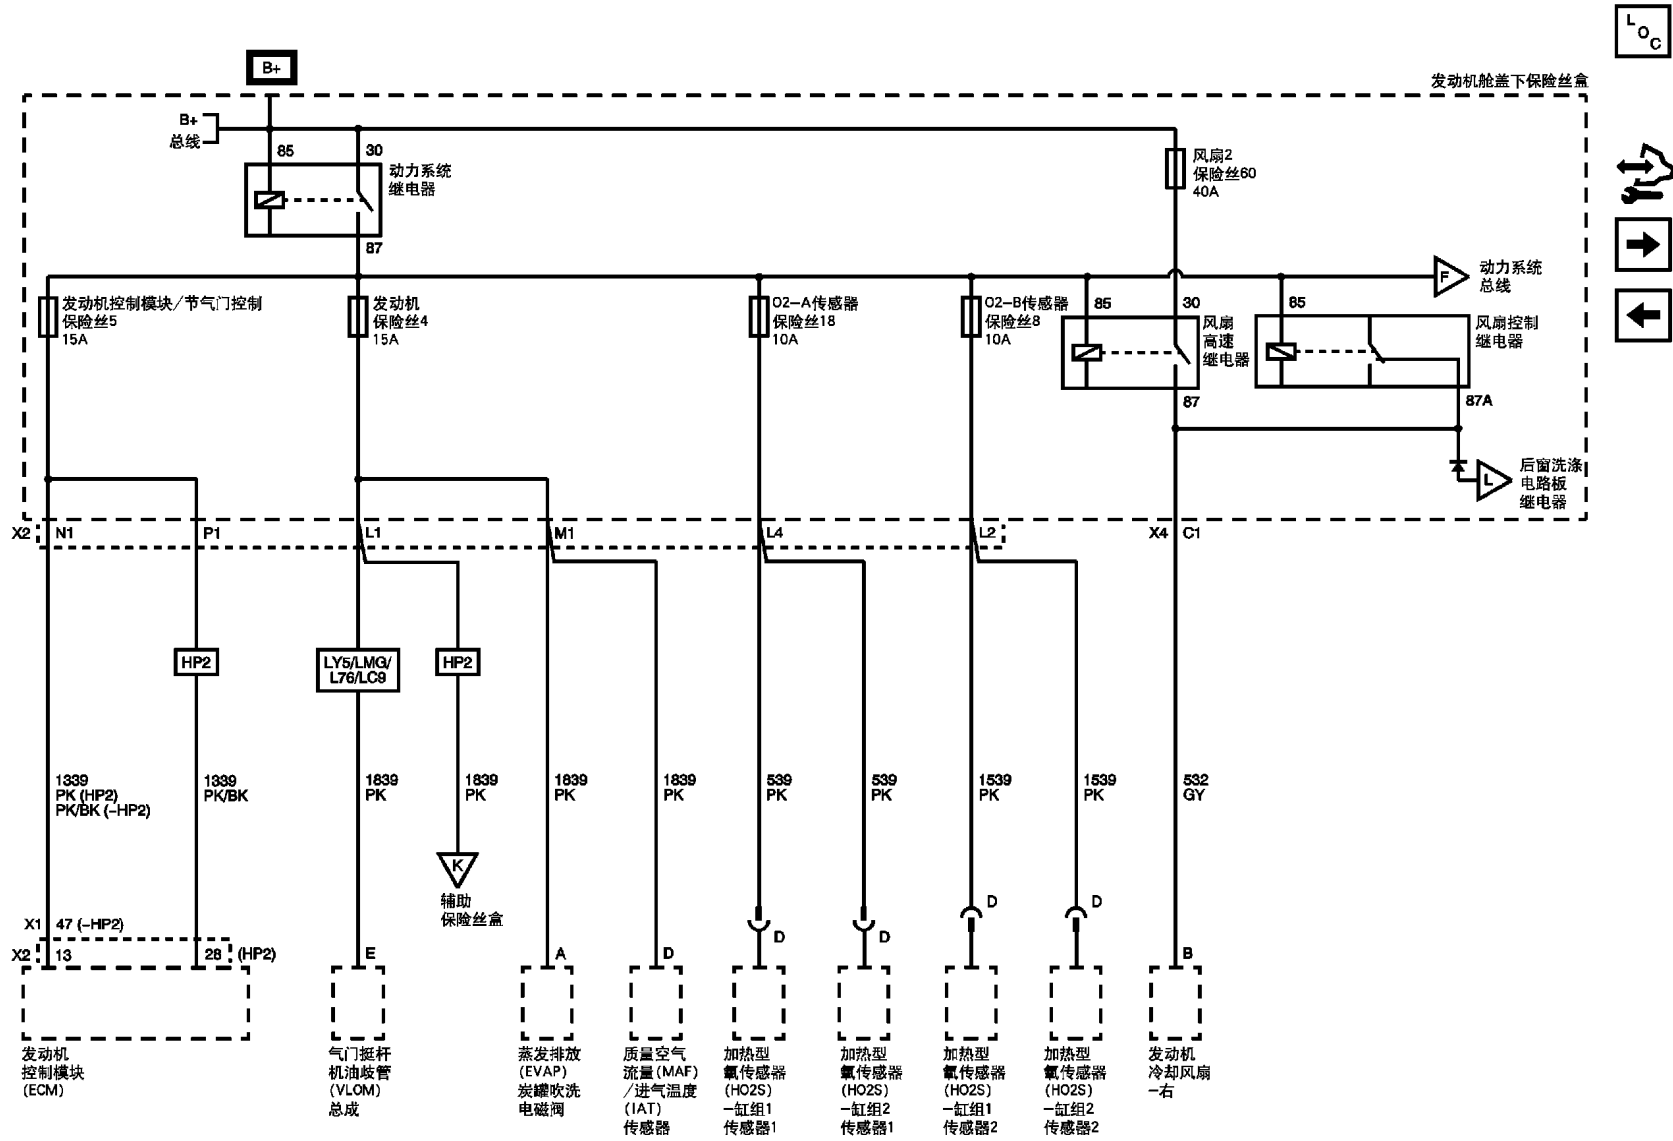 LOC
B+
发动机舱盖下保险丝盒
B+
总线
85
30
动力系统
继电器
87
风扇2
保险丝60
40A
发动机控制模块/节气门控制
保险丝5
15A
发动机
保险丝4
15A
O2-A传感器
保险丝18
10A
O2-B传感器
保险丝8
10A
85
30
风扇
高速
继电器
87
85
风扇控制
继电器
87A
F
动力系统
总线
L
后窗洗涤
电路板
继电器
X2
N1
P1
L1
M1
L4
L2
X4
C1
HP2
LY5/LMG/
L76/LC9
HP2
1339
PK (HP2)
PK/BK (-HP2)
1339
PK/BK
1839
PK
1839
PK
1839
PK
1839
PK
539
PK
539
PK
1539
PK
1539
PK
532
GY
K
辅助
保险丝盒
X1
47 (-HP2)
X2
13
28
(HP2)
E
A
D
D
D
D
D
B
发动机
控制模块
(ECM)
气门挺杆
机油歧管
(VLOM)
总成
蒸发排放
(EVAP)
炭罐吹洗
电磁阀
质量空气
流量(MAF)
/进气温度
(IAT)
传感器
加热型
氧传感器
(HO2S)
-缸组1
传感器1
加热型
氧传感器
(HO2S)
-缸组2
传感器1
加热型
氧传感器
(HO2S)
-缸组1
传感器2
加热型
氧传感器
(HO2S)
-缸组2
传感器2
发动机
冷却风扇
-右